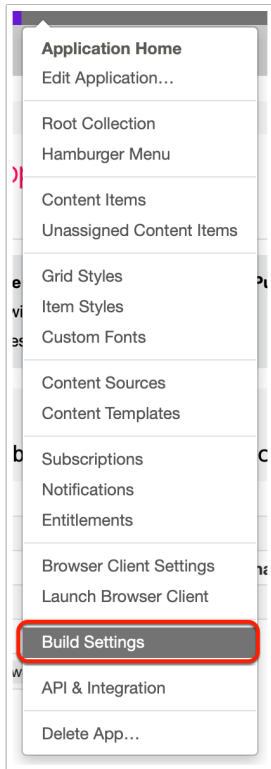 Application Home
Edit Application…
Root Collection
Hamburger Menu
Content Items
Unassigned Content Items
Grid Styles
Item Styles
Custom Fonts
Content Sources
Content Templates
Subscriptions
Notifications
Entitlements
Browser Client Settings
Launch Browser Client
Build Settings
API & Integration
Delete App…